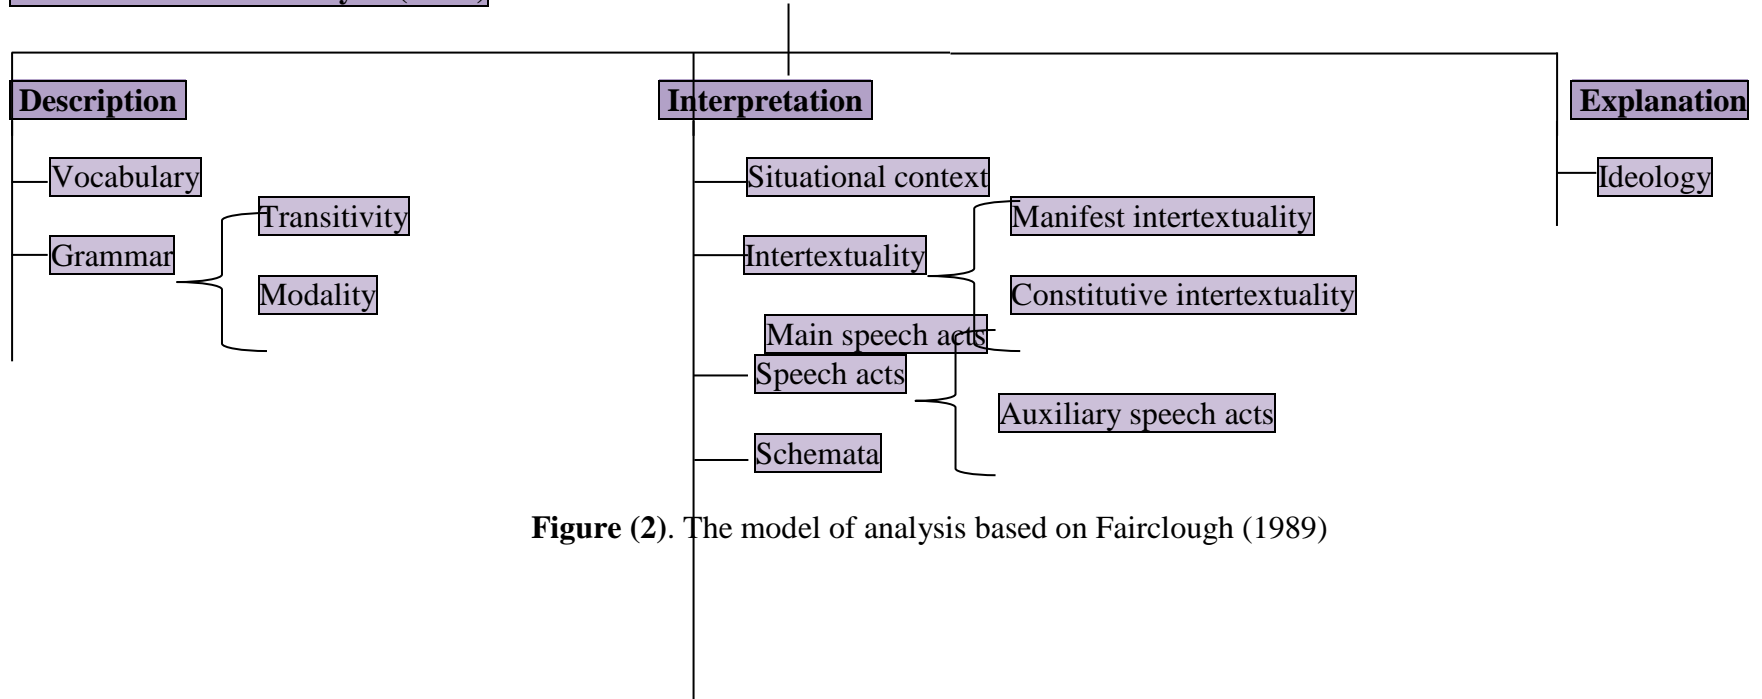 Description
Interpretation
Explanation
Vocabulary
Situational context
Ideology
Transitivity
Manifest intertextuality
Grammar
Intertextuality
Modality
Constitutive intertextuality
Main speech acts
Speech acts
Auxiliary speech acts
Schemata
Figure (2). The model of analysis based on Fairclough (1989)